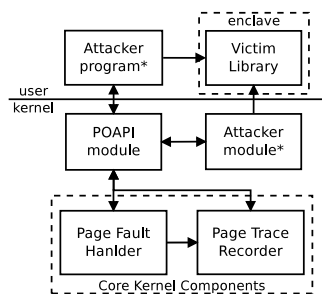 enclave
Attacker
program*
Victim
Library
user
kernel
POAPI
module
Attacker
module*
Page Fault
Hanlder
Page Trace
Recorder
Core Kernel Components